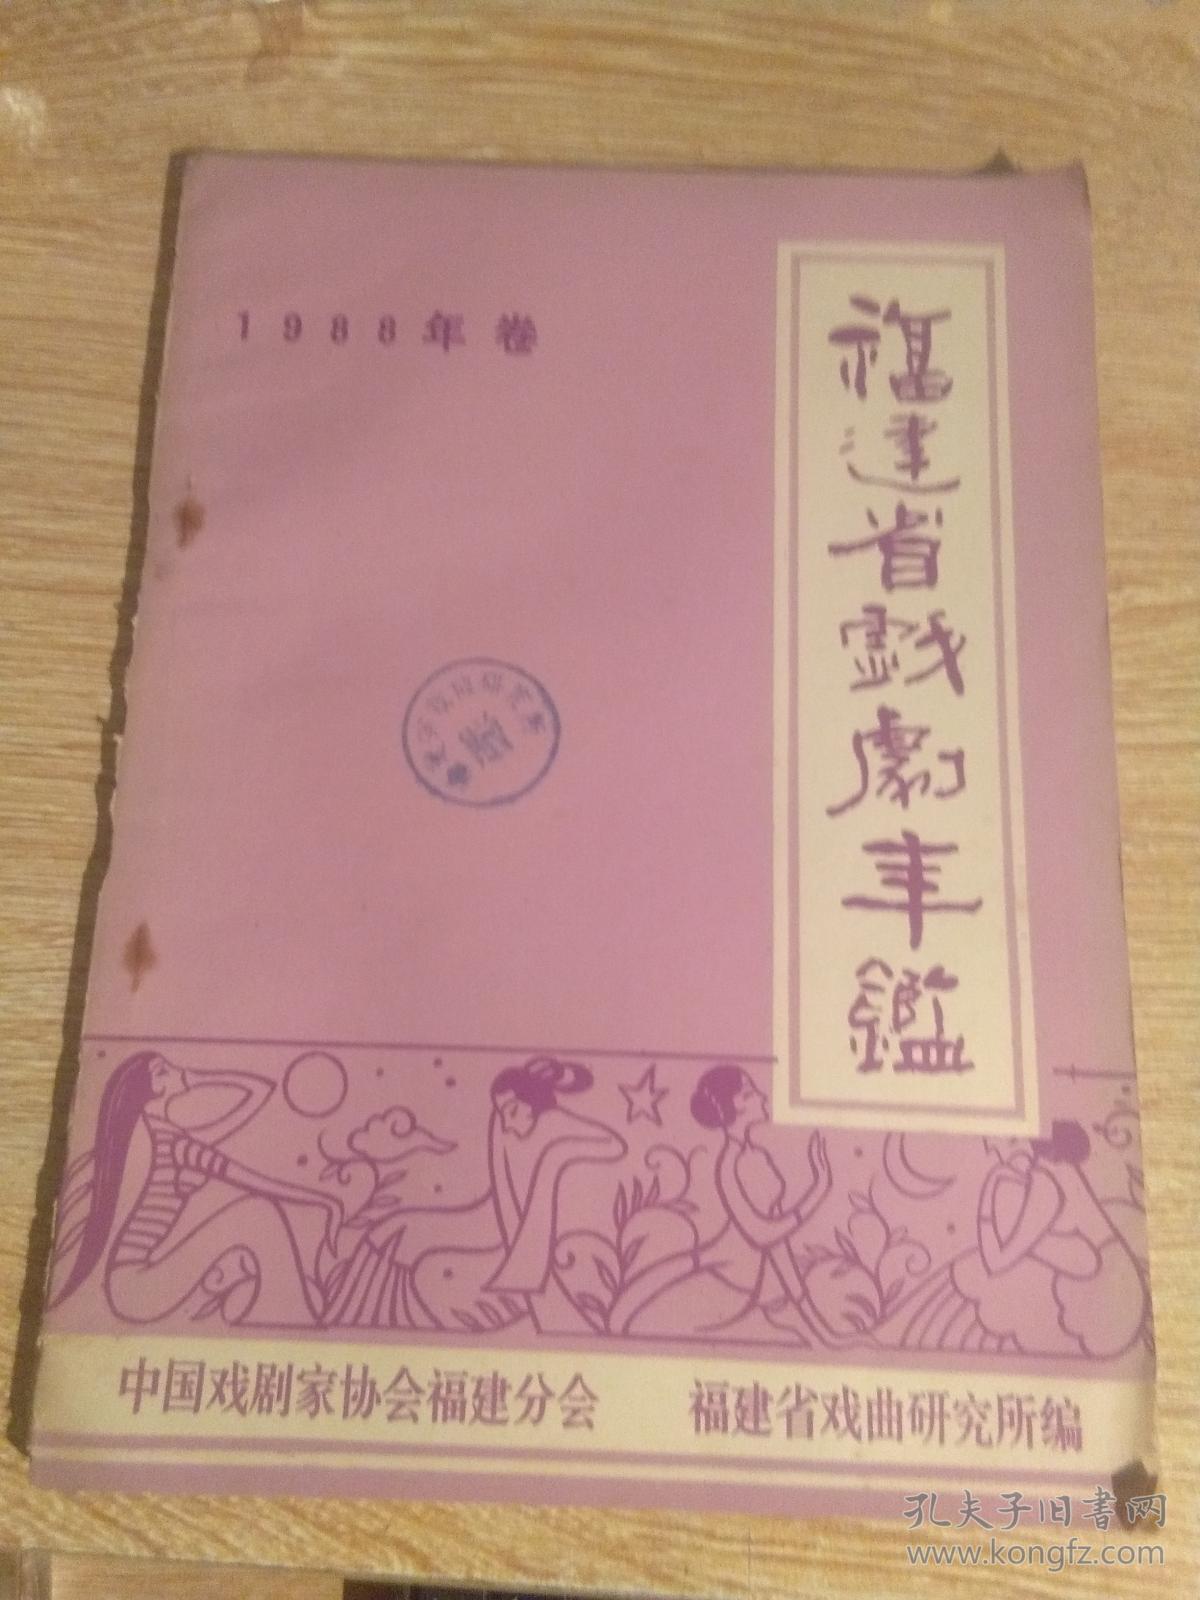 1988年卷
福建省戲劇年鑑
中国戏剧家协会福建分会 福建省戏曲研究所编
孔夫子旧书网
www.kongfz.com